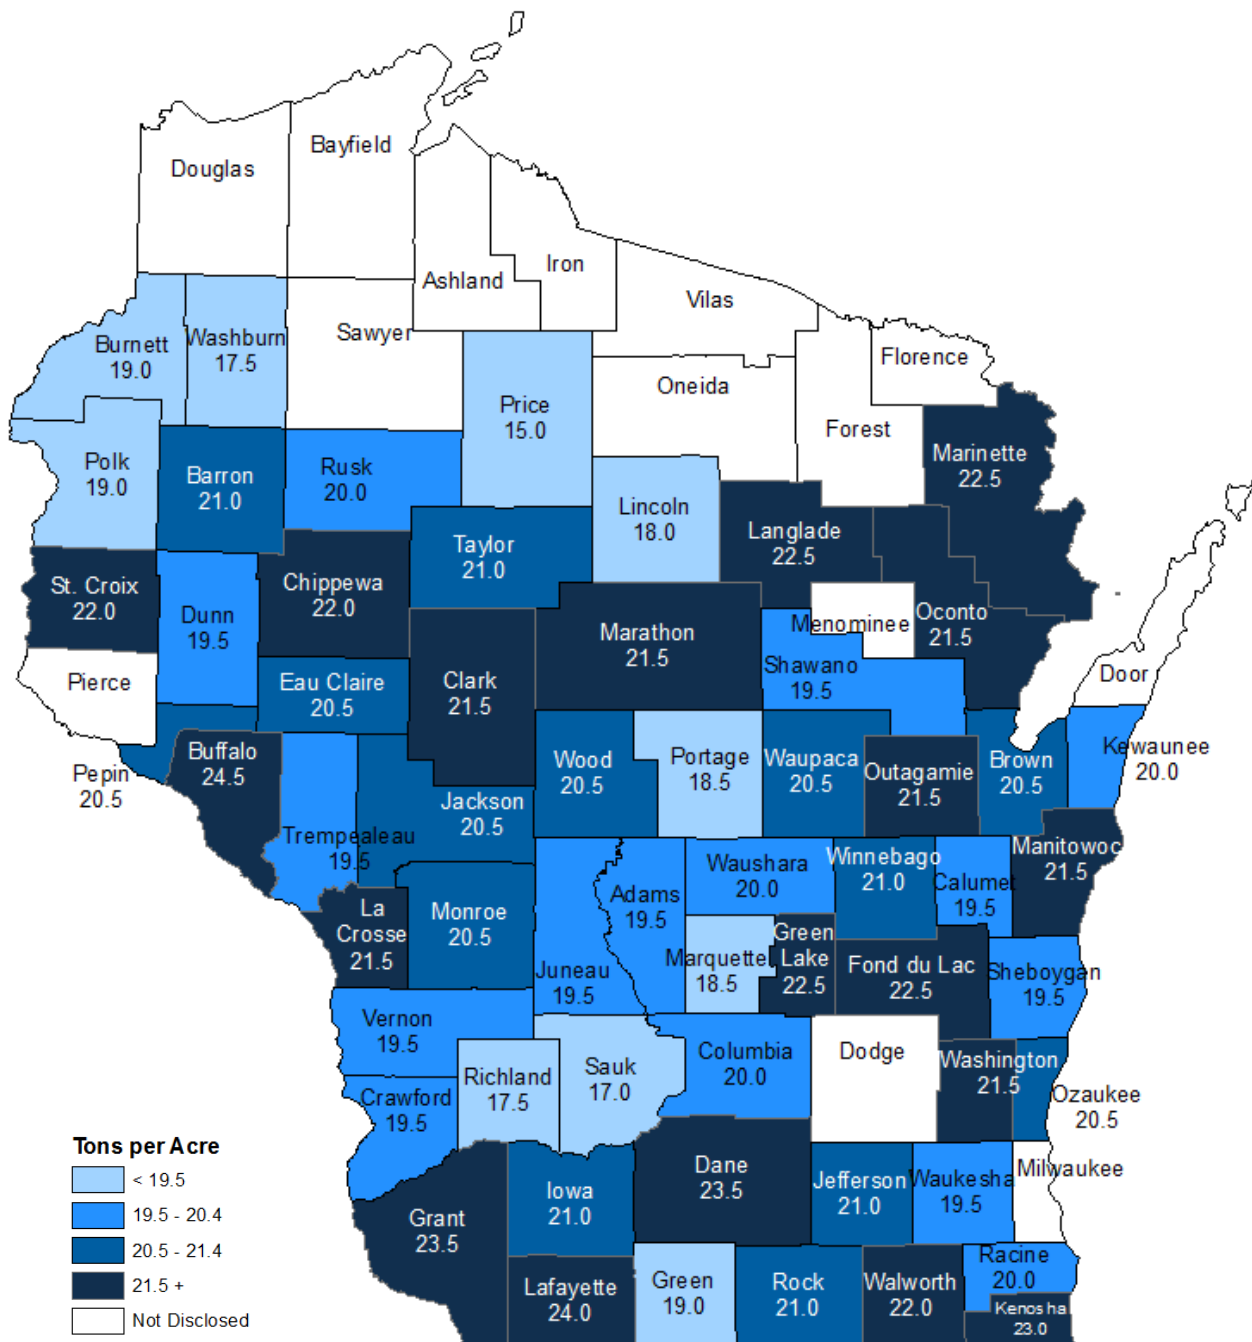 Bayfield
Douglas
Iron
Ashland
Vilas
Sawyer
Burnett
19.0
Washburn
17.5
Florence
Oneida
Price
15.0
Forest
Marinette
22.5
Polk
19.0
Barron
21.0
Rusk
20.0
Lincoln
18.0
Langlade
22.5
Taylor
21.0
St. Croix
22.0
Chippewa
22.0
Dunn
19.5
Marathon
21.5
Menominee
Oconto
21.5
Shawano
19.5
Door
Pierce
Eau Claire
20.5
Clark
21.5
Pepin
20.5
Buffalo
24.5
Wood
20.5
Portage
18.5
Waupaca
20.5
Outagamie
21.5
Brown
20.5
Kewaunee
20.0
Trempealeau
19.5
Jackson
20.5
Waushara
20.0
Winnebago
21.0
Calumet
19.5
Manitowoc
21.5
La
Crosse
21.5
Monroe
20.5
Juneau
19.5
Adams
19.5
Marquette
18.5
Green
Lake
22.5
Fond du Lac
22.5
Sheboygan
19.5
Vernon
19.5
Richland
17.5
Sauk
17.0
Columbia
20.0
Dodge
Washington
21.5
Ozaukee
20.5
Crawford
19.5
Grant
23.5
Iowa
21.0
Dane
23.5
Jefferson
21.0
Waukesha
19.5
Milwaukee
Lafayette
24.0
Green
19.0
Rock
21.0
Walworth
22.0
Racine
20.0
Kenosha
23.0
Tons per Acre
< 19.5
19.5 - 20.4
20.5 - 21.4
21.5 +
Not Disclosed